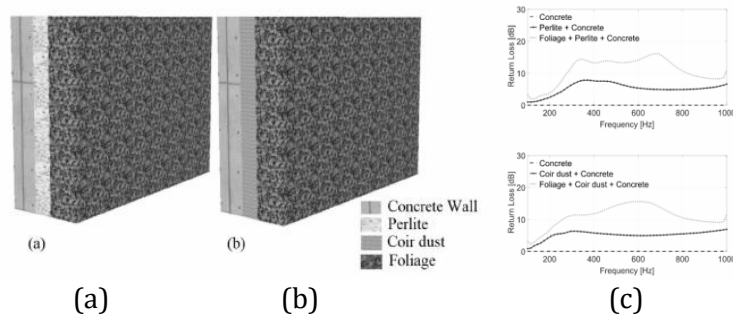 (a)
(b)
Concrete Wall
Perlite
Coir dust
Foliage
Return Loss [dB]
30
20
10
0
Concrete
Perlite + Concrete
Foliage + Perlite + Concrete
200
400
600
800
1000
Frequency [Hz]
Return Loss [dB]
30
20
10
0
Concrete
Coir dust + Concrete
Foliage + Coir dust + Concrete
200
400
600
800
1000
Frequency [Hz]
(a)
(b)
(c)